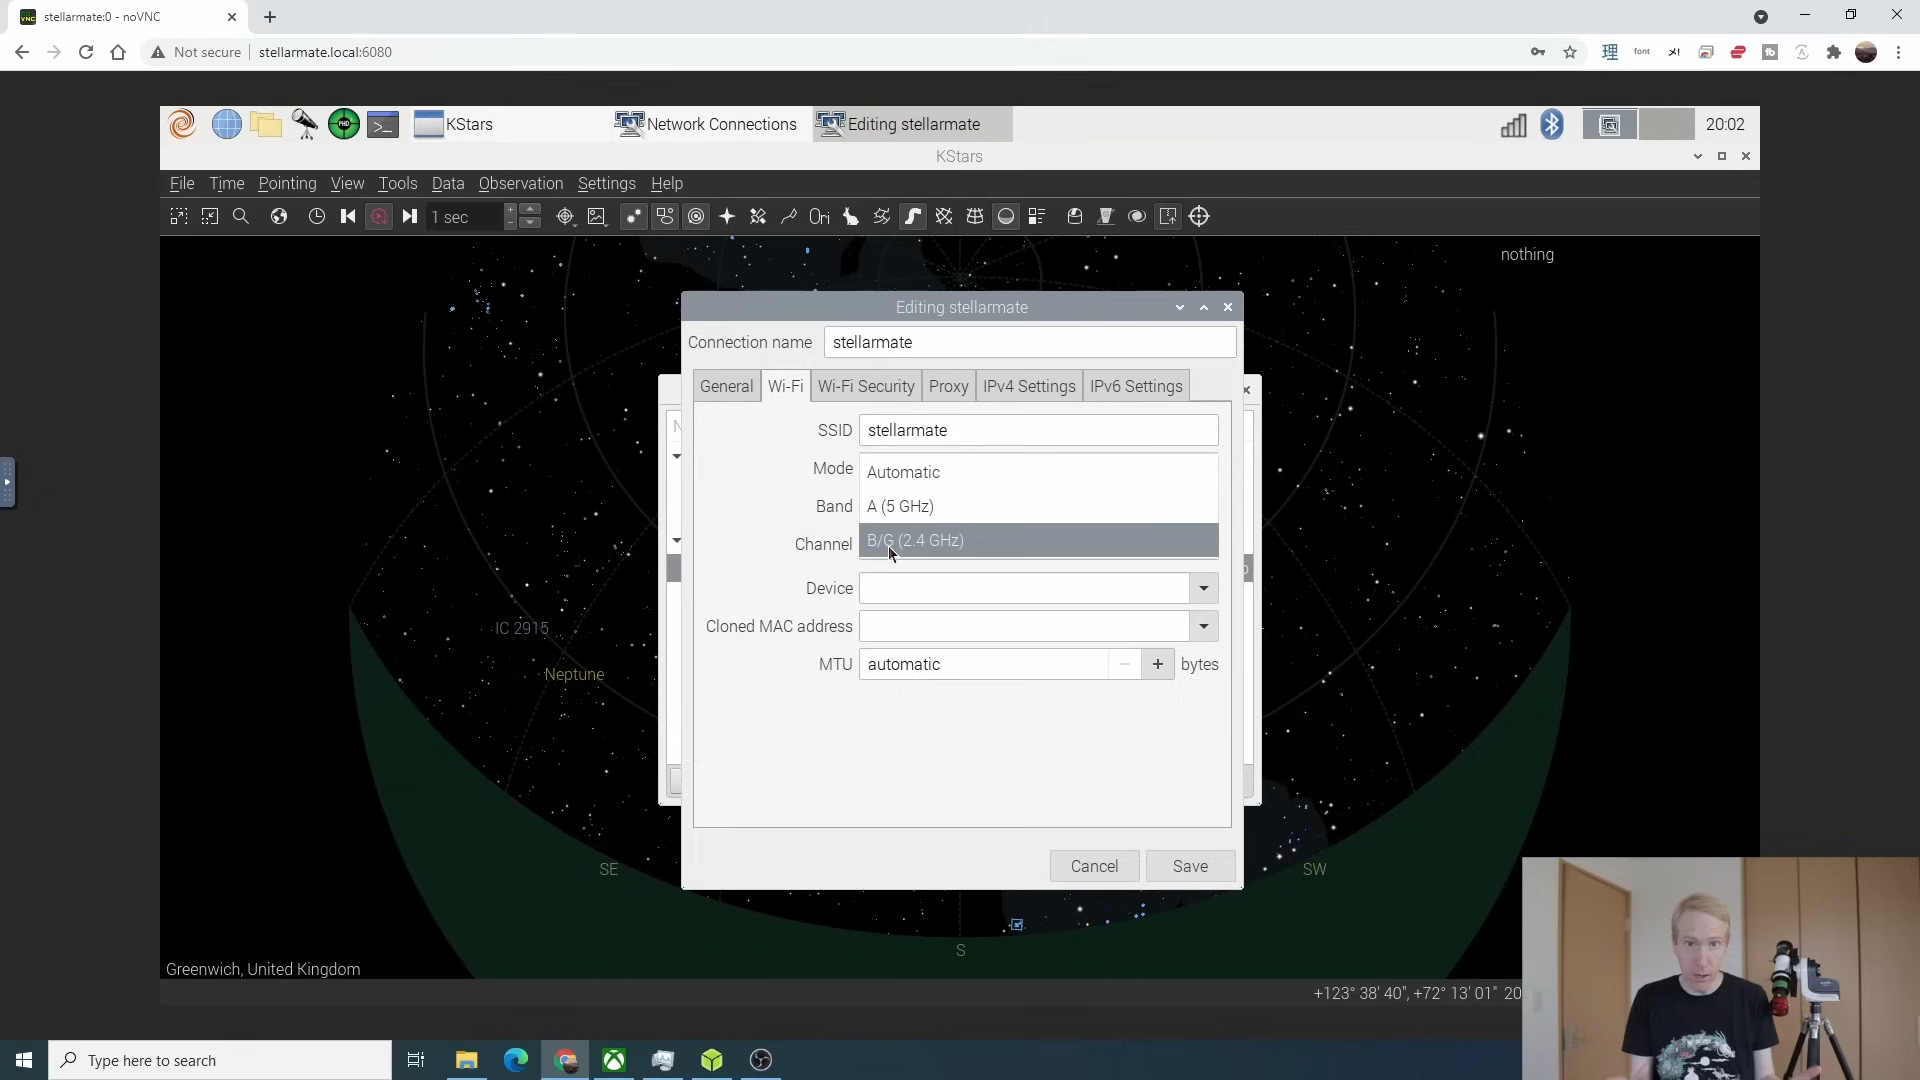 stellarmate:0 - noVNC
Not secure
stellarmate.local:6080
KStars
Network Connections
Editing stellarmate
20:02
KStars
File Time Pointing View Tools Data Observation Settings Help
1 sec
Ori
nothing
Editing stellarmate
Connection name stellarmate
General Wi-Fi Wi-Fi Security Proxy IPv4 Settings IPv6 Settings
SSID stellarmate
Mode Automatic
Band A (5 GHz)
Channel B/G (2.4 GHz)
Device
Cloned MAC address
MTU automatic bytes
Cancel Save
IC 2915
Neptune
SE
SW
S
Greenwich, United Kingdom
+123° 38' 40", +72° 13' 01" 20
Type here to search